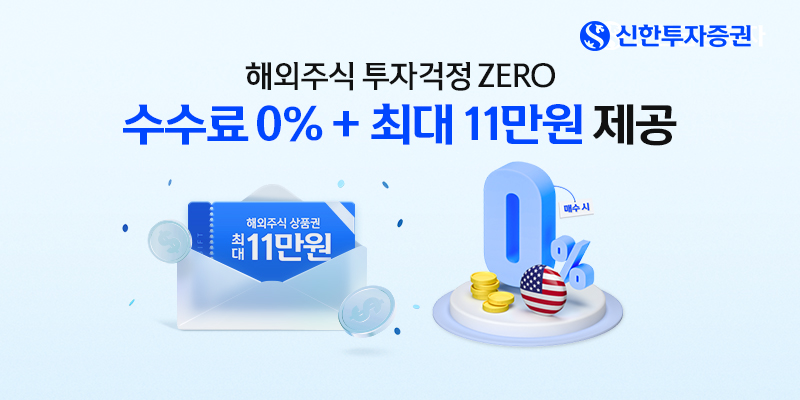 신한투자증권
해외주식 투자걱정 ZERO
수수료 0% + 최대 11만원 제공
해외주식 상품권
최대 11만원
0%
매수 시